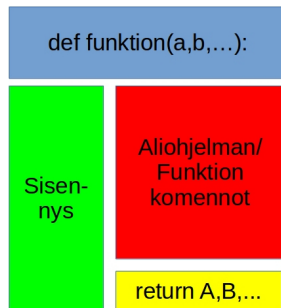 def funktion(a,b,...):
Sisen-
nys
Aliohjelman/
Funktion
komennot
return A,B,...